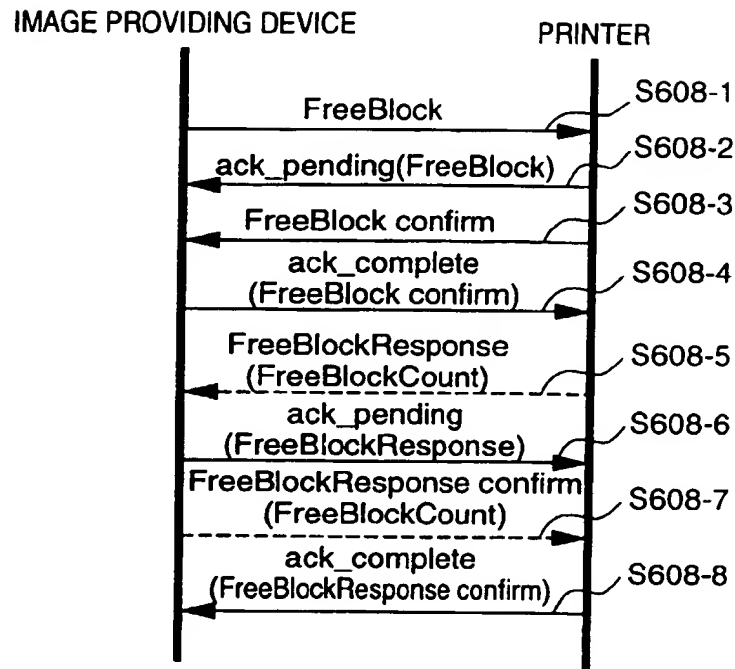 IMAGE PROVIDING DEVICE
PRINTER
FreeBlock
S608-1
ack_pending(FreeBlock)
S608-2
FreeBlock confirm
S608-3
ack_complete
(FreeBlock confirm)
S608-4
FreeBlockResponse
(FreeBlockCount)
S608-5
ack_pending
(FreeBlockResponse)
S608-6
FreeBlockResponse confirm
(FreeBlockCount)
S608-7
ack_complete
(FreeBlockResponse confirm)
S608-8